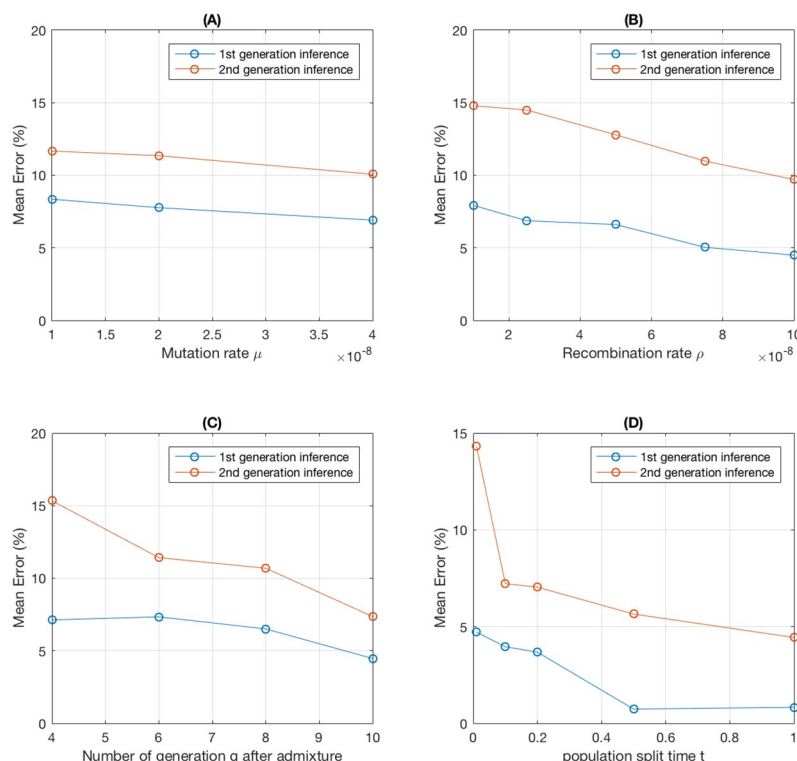 (A)
20
15
10
5
0
Mean Error (%)
1st generation inference
2nd generation inference
1 1.5 2 2.5 3 3.5 4
×10⁻⁸
Mutation rate μ
(B)
20
15
10
5
0
Mean Error (%)
1st generation inference
2nd generation inference
2 4 6 8 10
×10⁻⁸
Recombination rate ρ
(C)
20
15
10
5
0
Mean Error (%)
1st generation inference
2nd generation inference
4 5 6 7 8 9 10
Number of generation g after admixture
(D)
15
10
5
0
Mean Error (%)
1st generation inference
2nd generation inference
0 0.2 0.4 0.6 0.8 1
population split time t